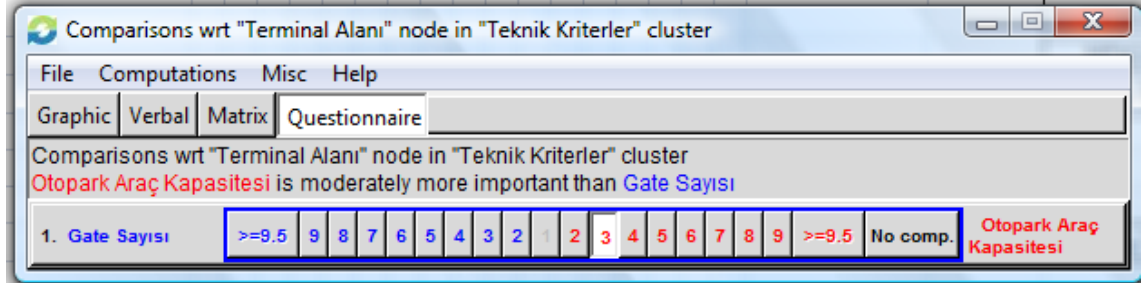 Comparisons wrt "Terminal Alanı" node in "Teknik Kriterler" cluster
File Computations Misc Help
Graphic Verbal Matrix Questionnaire
Comparisons wrt "Terminal Alanı" node in "Teknik Kriterler" cluster
Otopark Araç Kapasitesi is moderately more important than Gate Sayısı
1. Gate Sayısı >=9.5 9 8 7 6 5 4 3 2 1 2 3 4 5 6 7 8 9 >=9.5 No comp. Otopark Araç
Kapasitesi